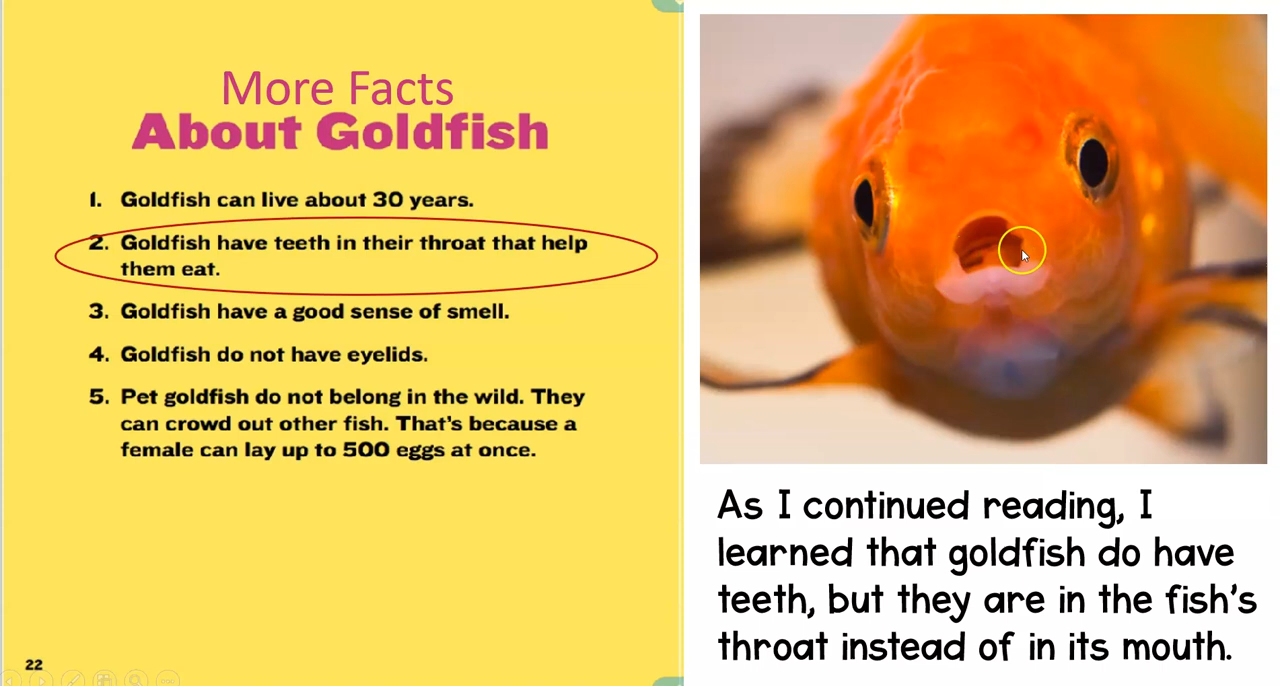 More Facts
About Goldfish
1. Goldfish can live about 30 years.
2. Goldfish have teeth in their throat that help
them eat.
3. Goldfish have a good sense of smell.
4. Goldfish do not have eyelids.
5. Pet goldfish do not belong in the wild. They
can crowd out other fish. That's because a
female can lay up to 500 eggs at once.
22
As I continued reading, I
learned that goldfish do have
teeth, but they are in the fish's
throat instead of in its mouth.